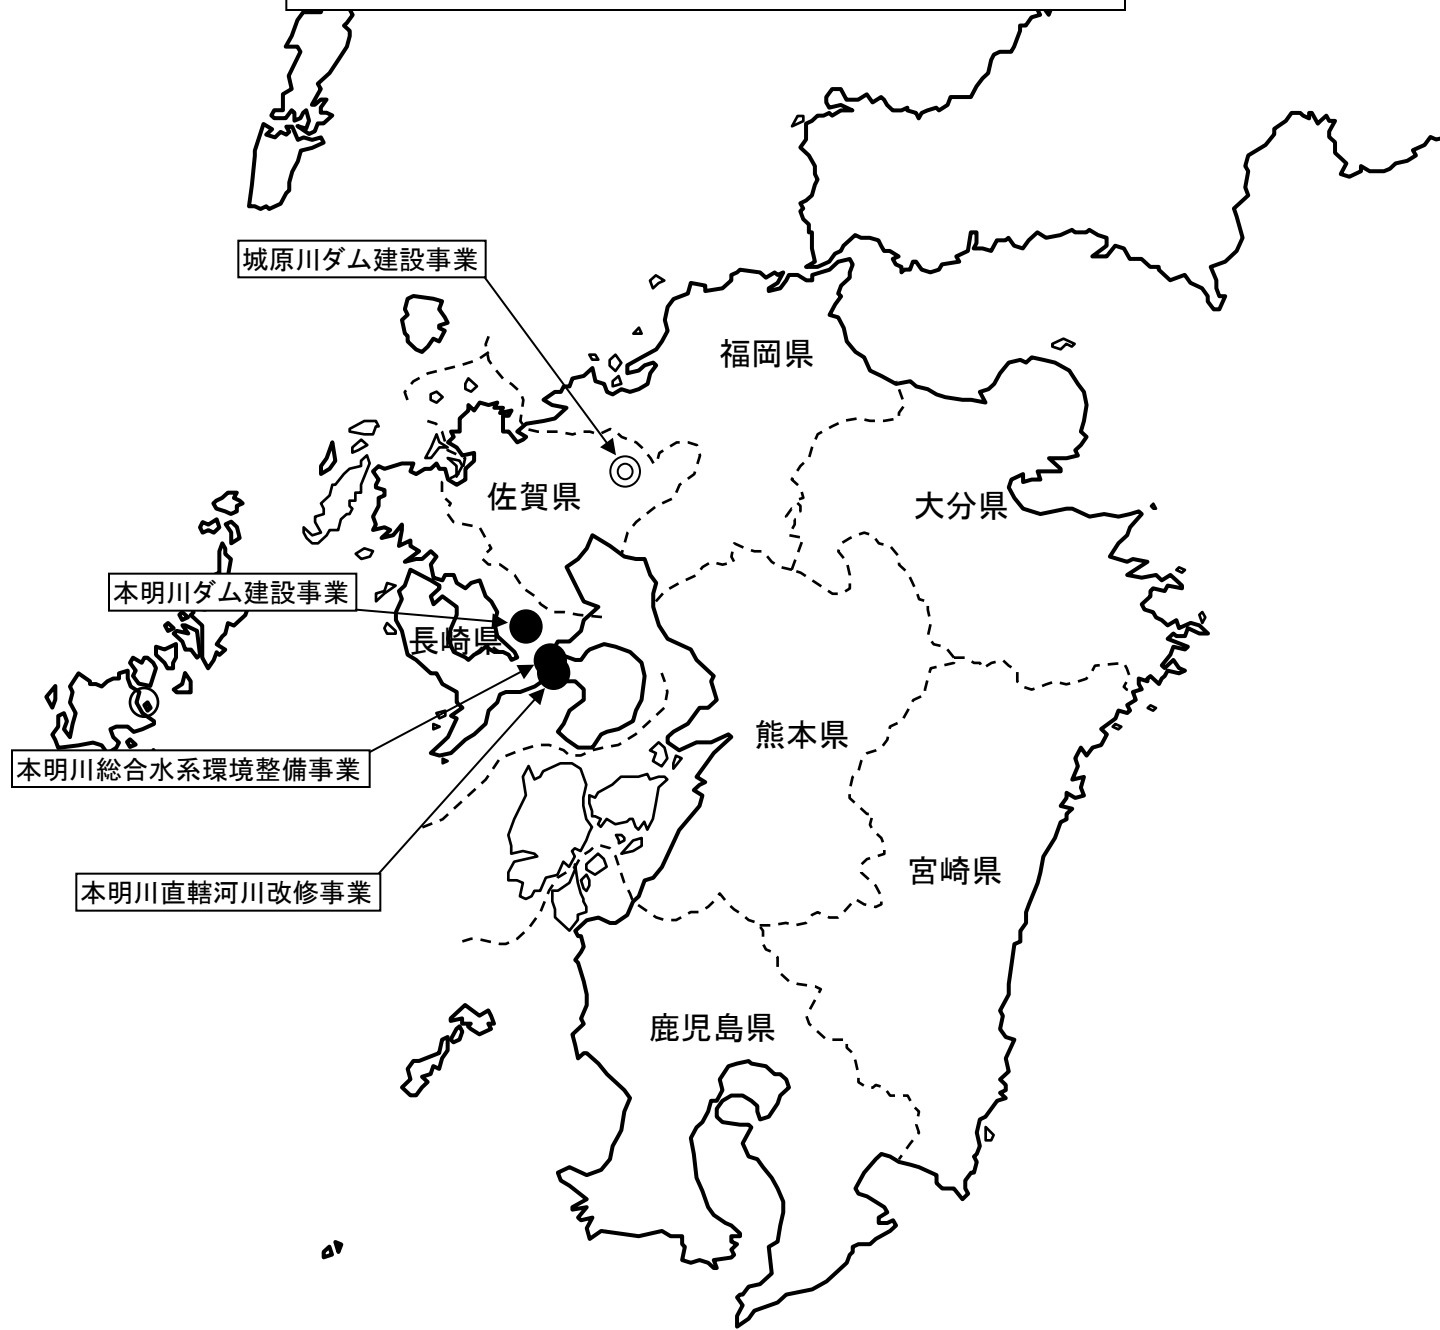 城原川ダム建設事業
福岡県
佐賀県
大分県
本明川ダム建設事業
長崎県
熊本県
本明川総合水系環境整備事業
宮崎県
本明川直轄河川改修事業
鹿児島県